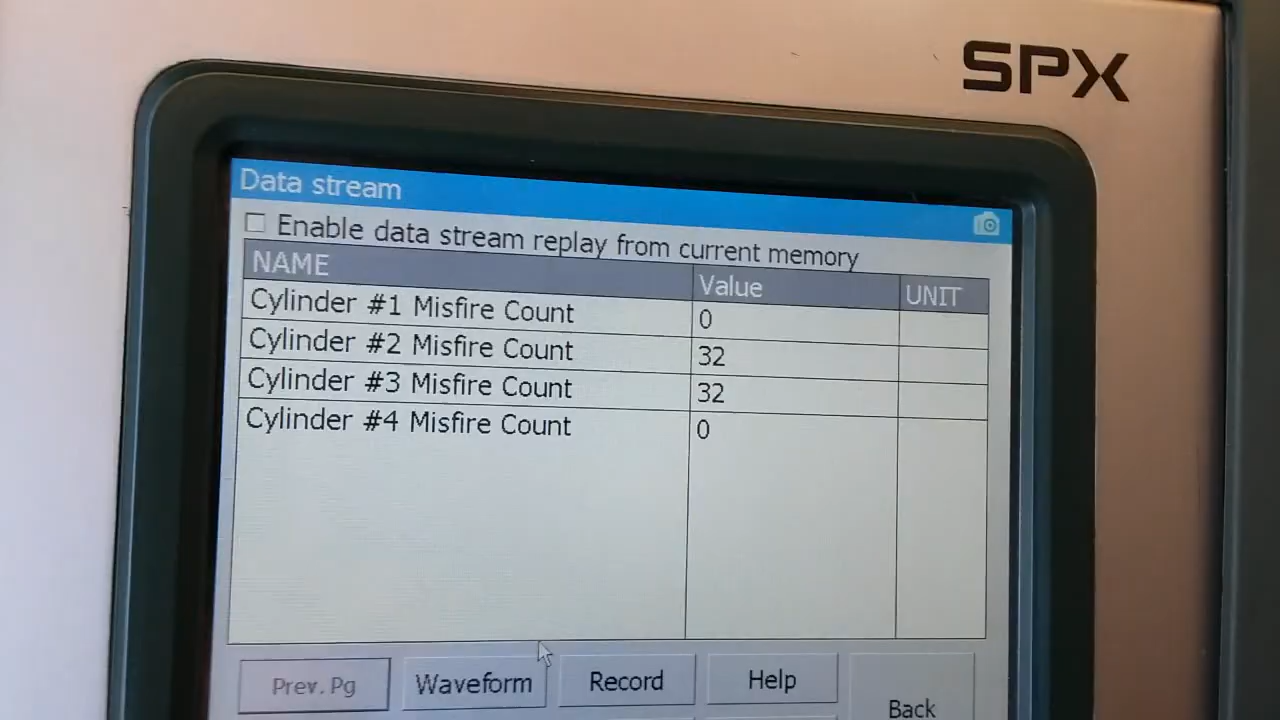 SPX
Data stream
Enable data stream replay from current memory
NAME Value UNIT
Cylinder #1 Misfire Count 0
Cylinder #2 Misfire Count 32
Cylinder #3 Misfire Count 32
Cylinder #4 Misfire Count 0
Prev. Pg Waveform Record Help Back